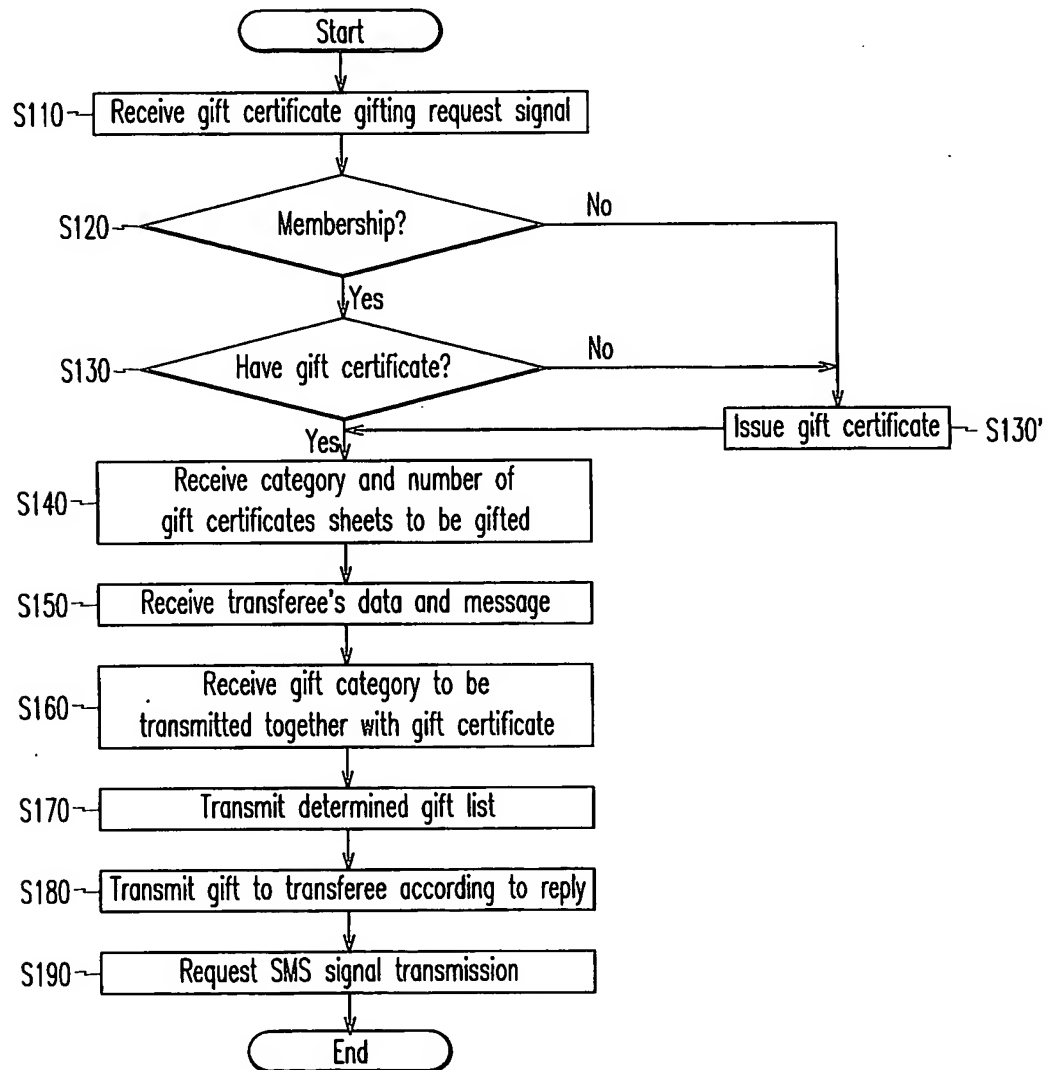 Start
S110
Receive gift certificate gifting request signal
S120
Membership?
No
Yes
S130
Have gift certificate?
No
Yes
Issue gift certificate
S130'
S140
Receive category and number of
gift certificates sheets to be gifted
S150
Receive transferee's data and message
S160
Receive gift category to be
transmitted together with gift certificate
S170
Transmit determined gift list
S180
Transmit gift to transferee according to reply
S190
Request SMS signal transmission
End